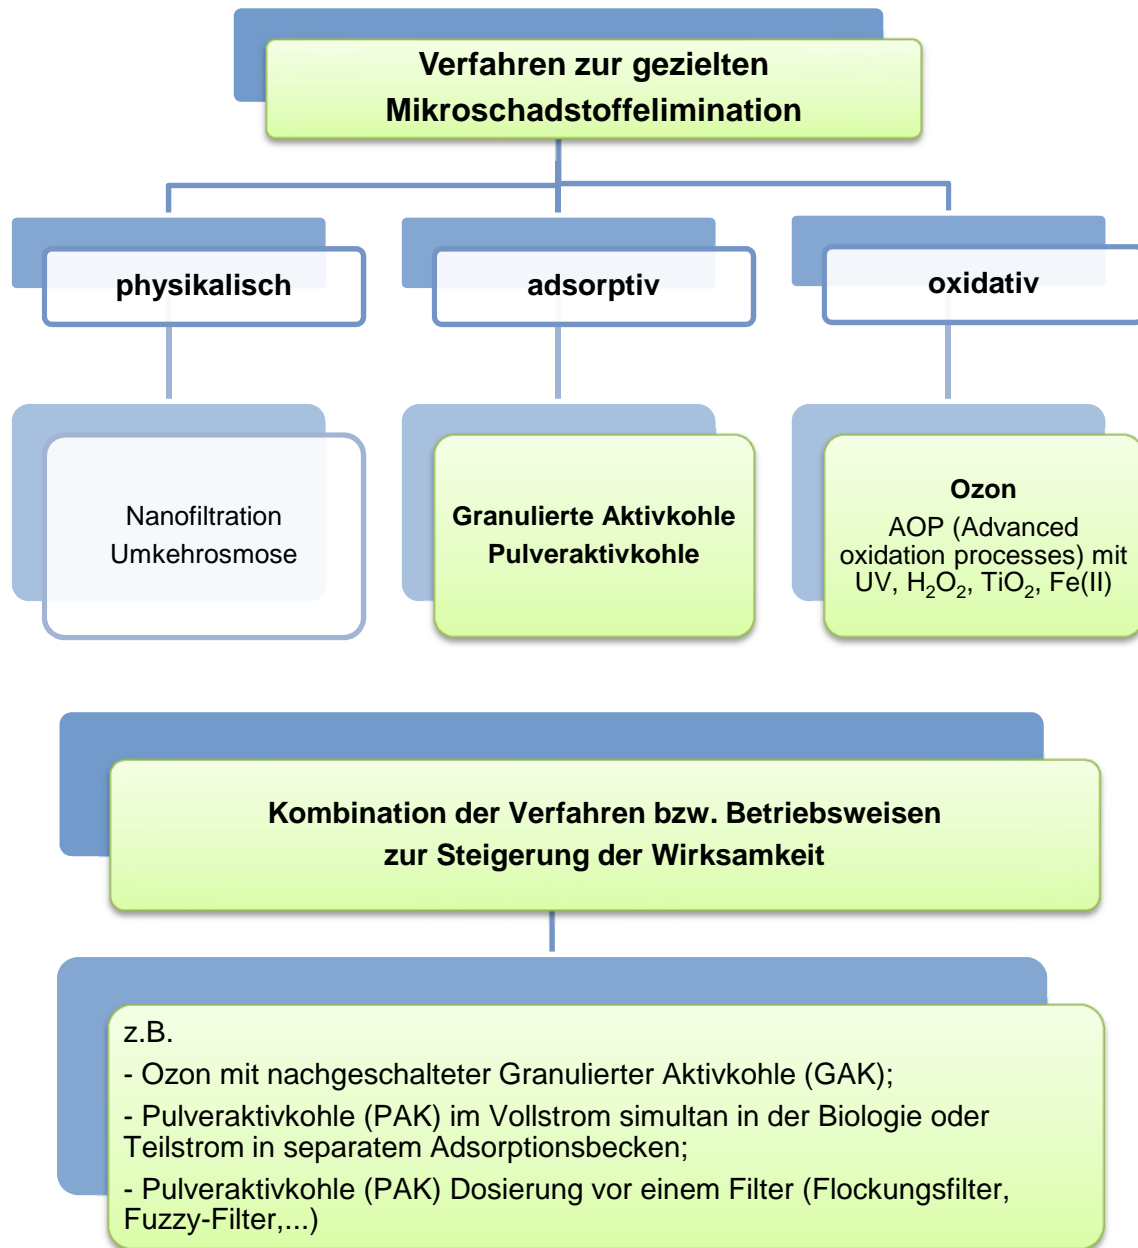 Verfahren zur gezielten
Mikroschadstoffelimination
physikalisch
adsorptiv
oxidativ
Nanofiltration
Umkehrosmose
Granulierte Aktivkohle
Pulveraktivkohle
Ozon
AOP (Advanced
oxidation processes) mit
UV, H₂O₂, TiO₂, Fe(II)
Kombination der Verfahren bzw. Betriebsweisen
zur Steigerung der Wirksamkeit
z.B.
- Ozon mit nachgeschalteter Granulierter Aktivkohle (GAK);
- Pulveraktivkohle (PAK) im Vollstrom simultan in der Biologie oder
Teilstrom in separatem Adsorptionsbecken;
- Pulveraktivkohle (PAK) Dosierung vor einem Filter (Flockungsfilter,
Fuzzy-Filter,...)